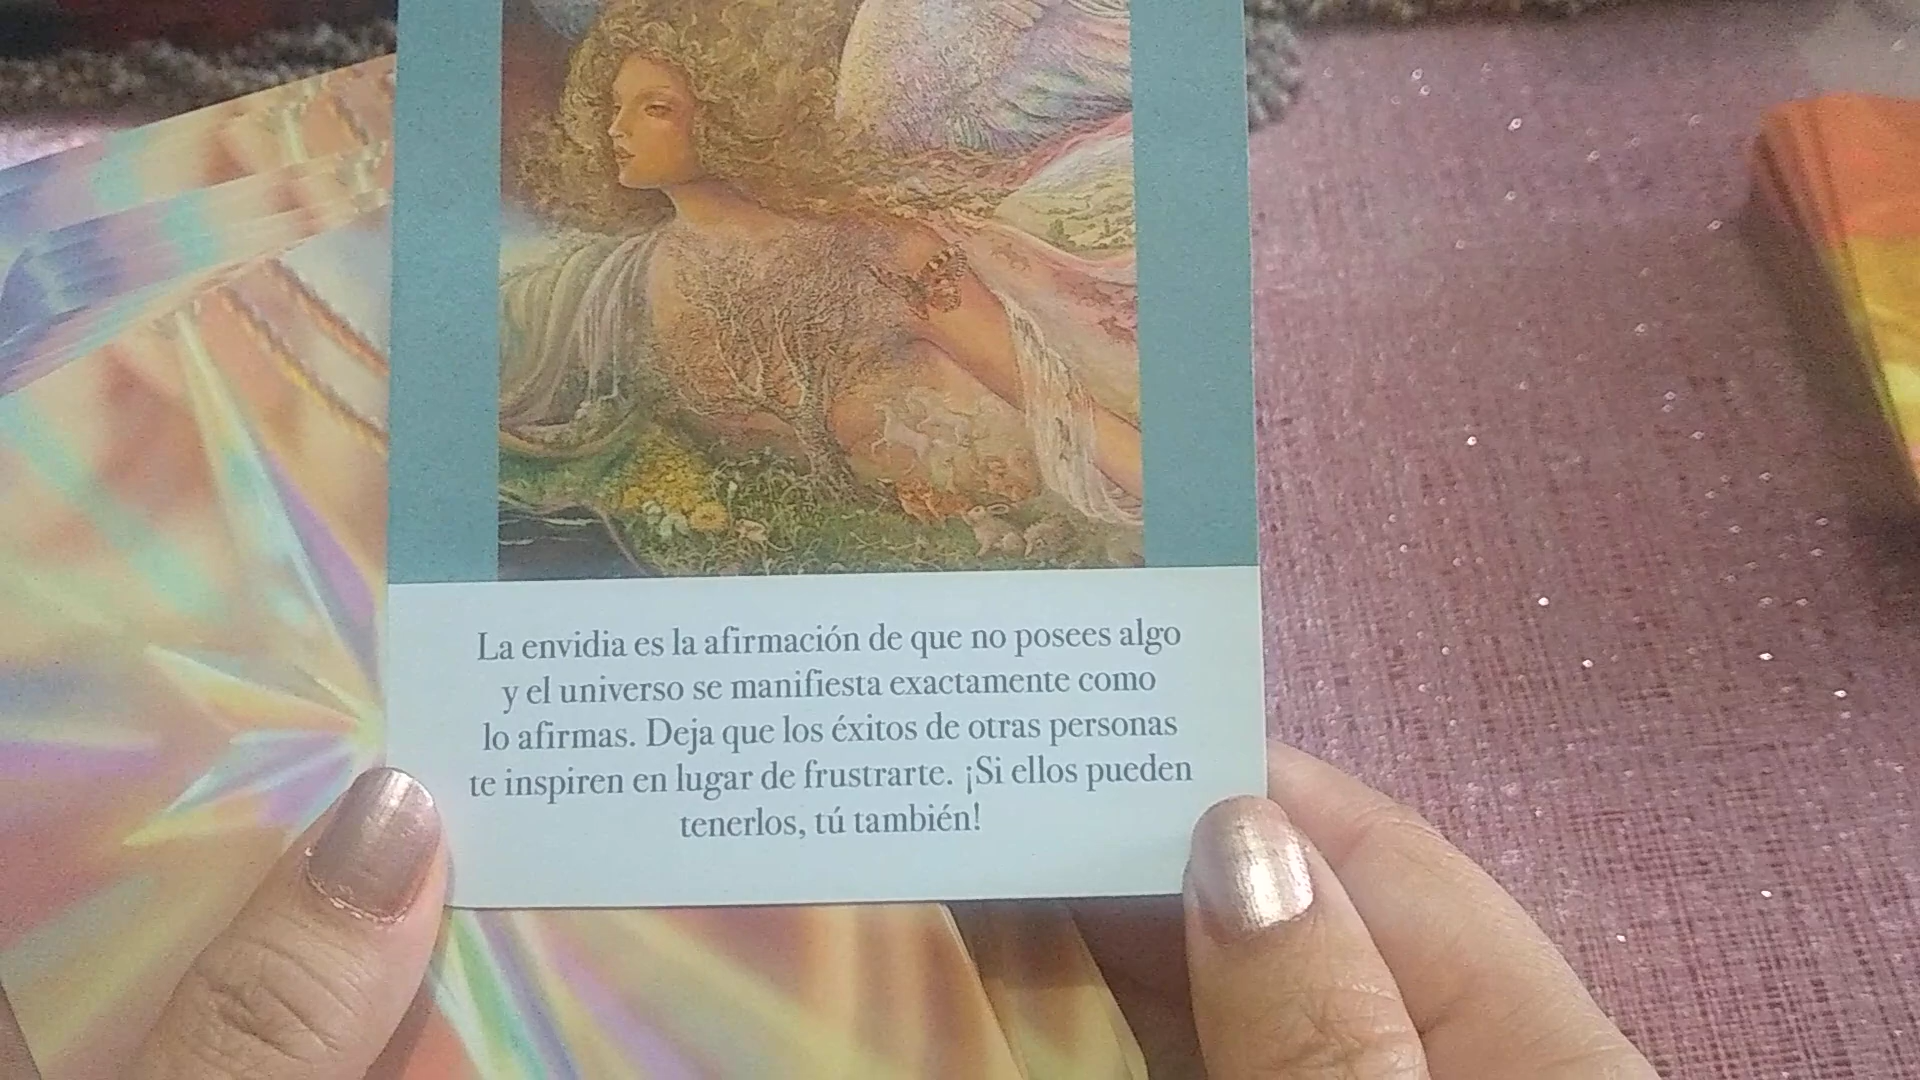 La envidia es la afirmación de que no posees algo
y el universo se manifiesta exactamente como
lo afirmas. Deja que los éxitos de otras personas
te inspiren en lugar de frustrarte. ¡Si ellos pueden
tenerlos, tú también!